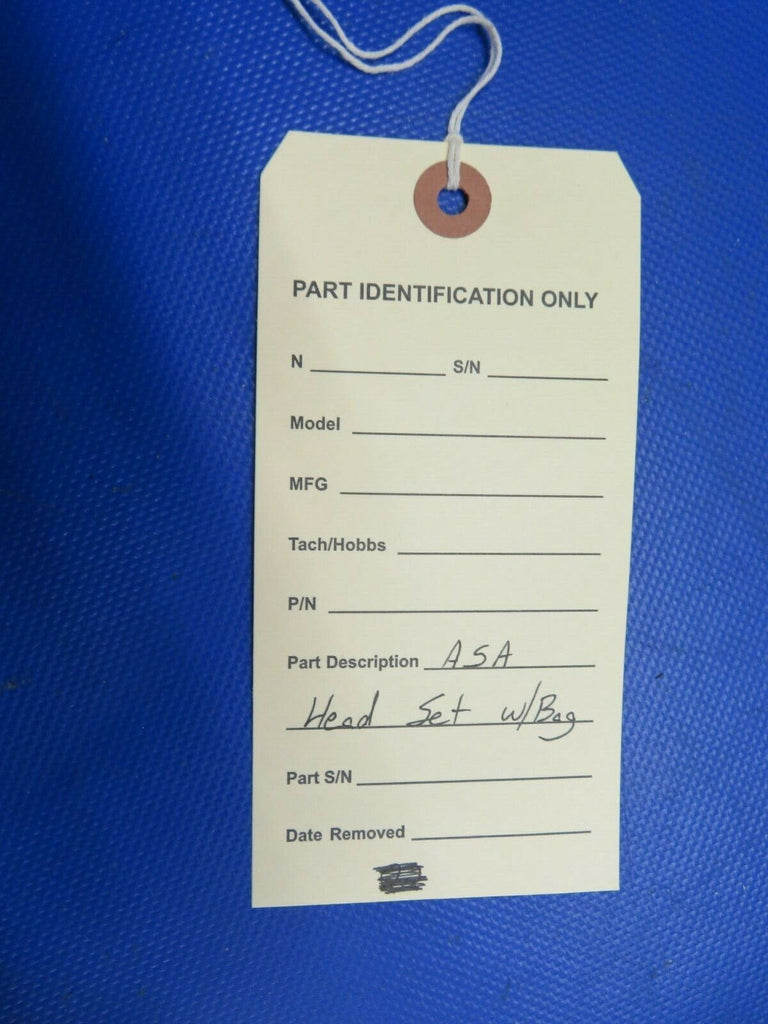 PART IDENTIFICATION ONLY
N S/N
Model
MFG
Tach/Hobbs
P/N
Part Description ASA
Head Set w/Bag
Part S/N
Date Removed